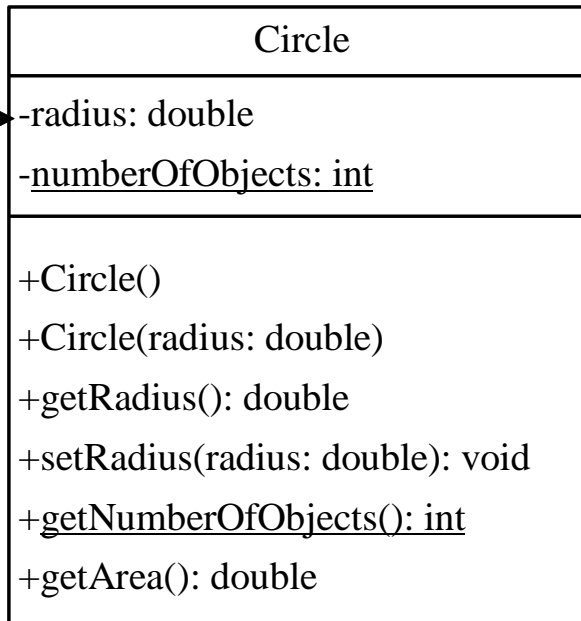 Circle
-radius: double
-numberOfObjects: int
+Circle()
+Circle(radius: double)
+getRadius(): double
+setRadius(radius: double): void
+getNumberOfObjects(): int
+getArea(): double